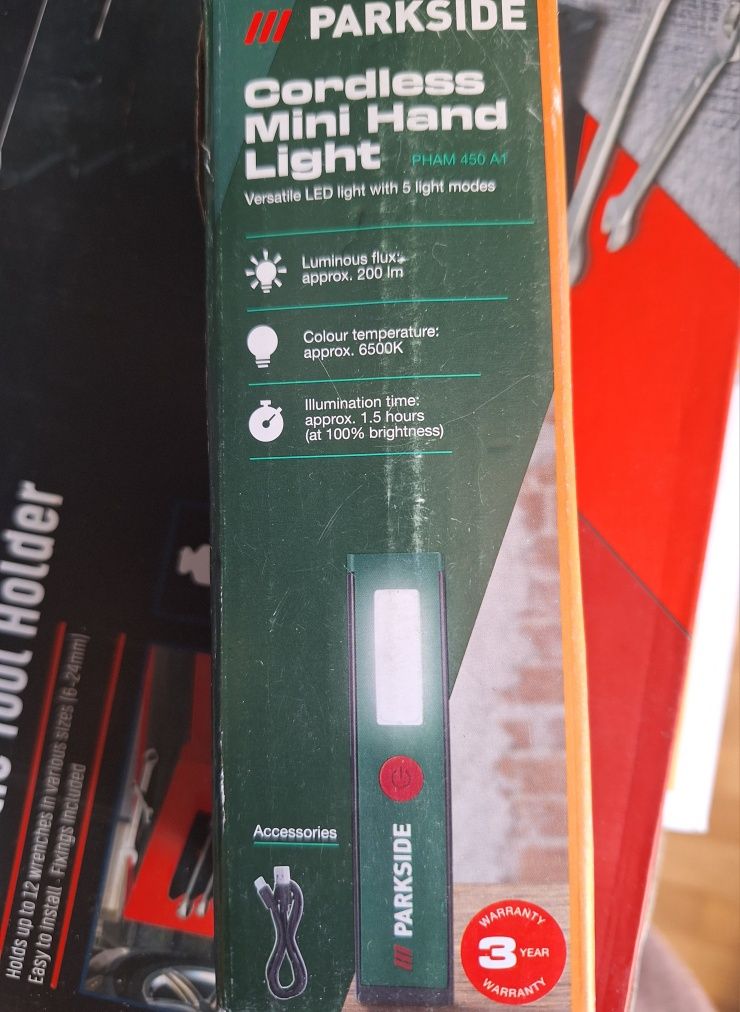 PARKSIDE
Cordless
Mini Hand
Light
PHAM 450 A1
Versatile LED light with 5 light modes
Luminous flux:
approx. 200 lm
Colour temperature:
approx. 6500K
Illumination time:
approx. 1.5 hours
(at 100% brightness)
Accessories
PARKSIDE
WARRANTY
3 YEAR
WARRANTY
Tool Holder
Holds up to 12 wrenches in various sizes (6-24mm)
Easy to install - Fixings included